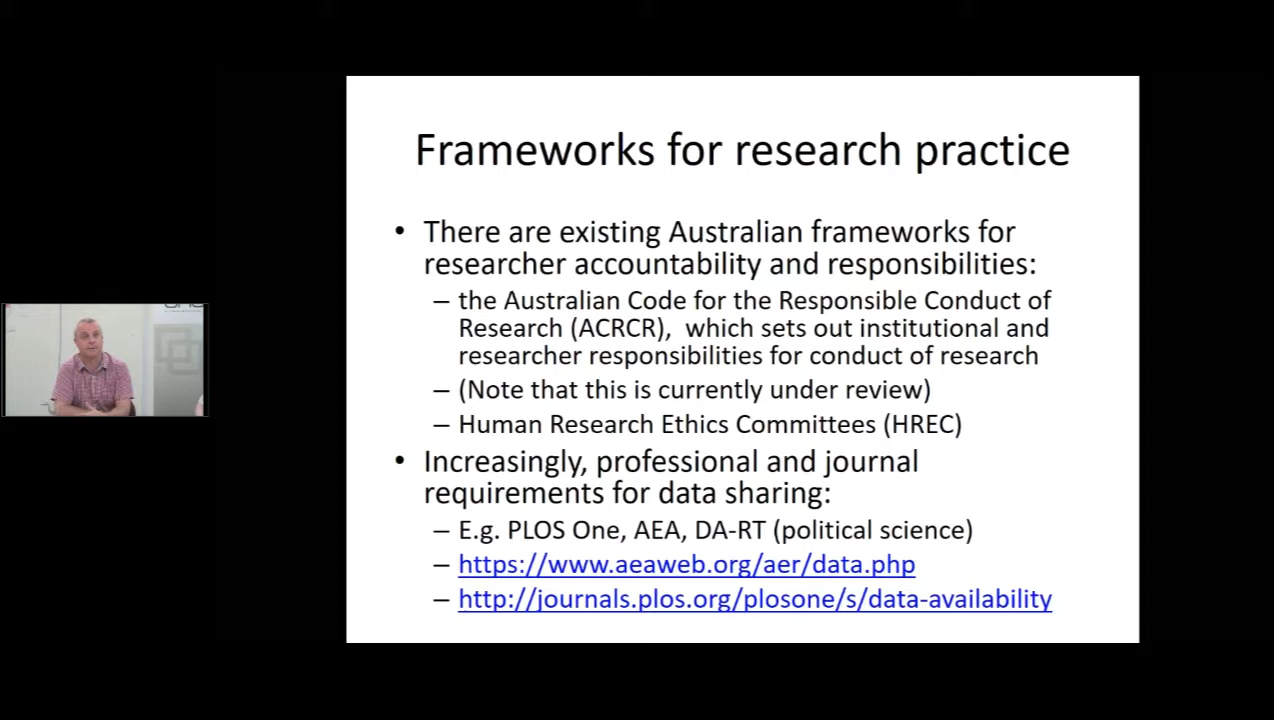 Frameworks for research practice
• There are existing Australian frameworks for
researcher accountability and responsibilities:
– the Australian Code for the Responsible Conduct of
Research (ACRCR), which sets out institutional and
researcher responsibilities for conduct of research
– (Note that this is currently under review)
– Human Research Ethics Committees (HREC)
• Increasingly, professional and journal
requirements for data sharing:
– E.g. PLOS One, AEA, DA-RT (political science)
– https://www.aeaweb.org/aer/data.php
– http://journals.plos.org/plosone/s/data-availability